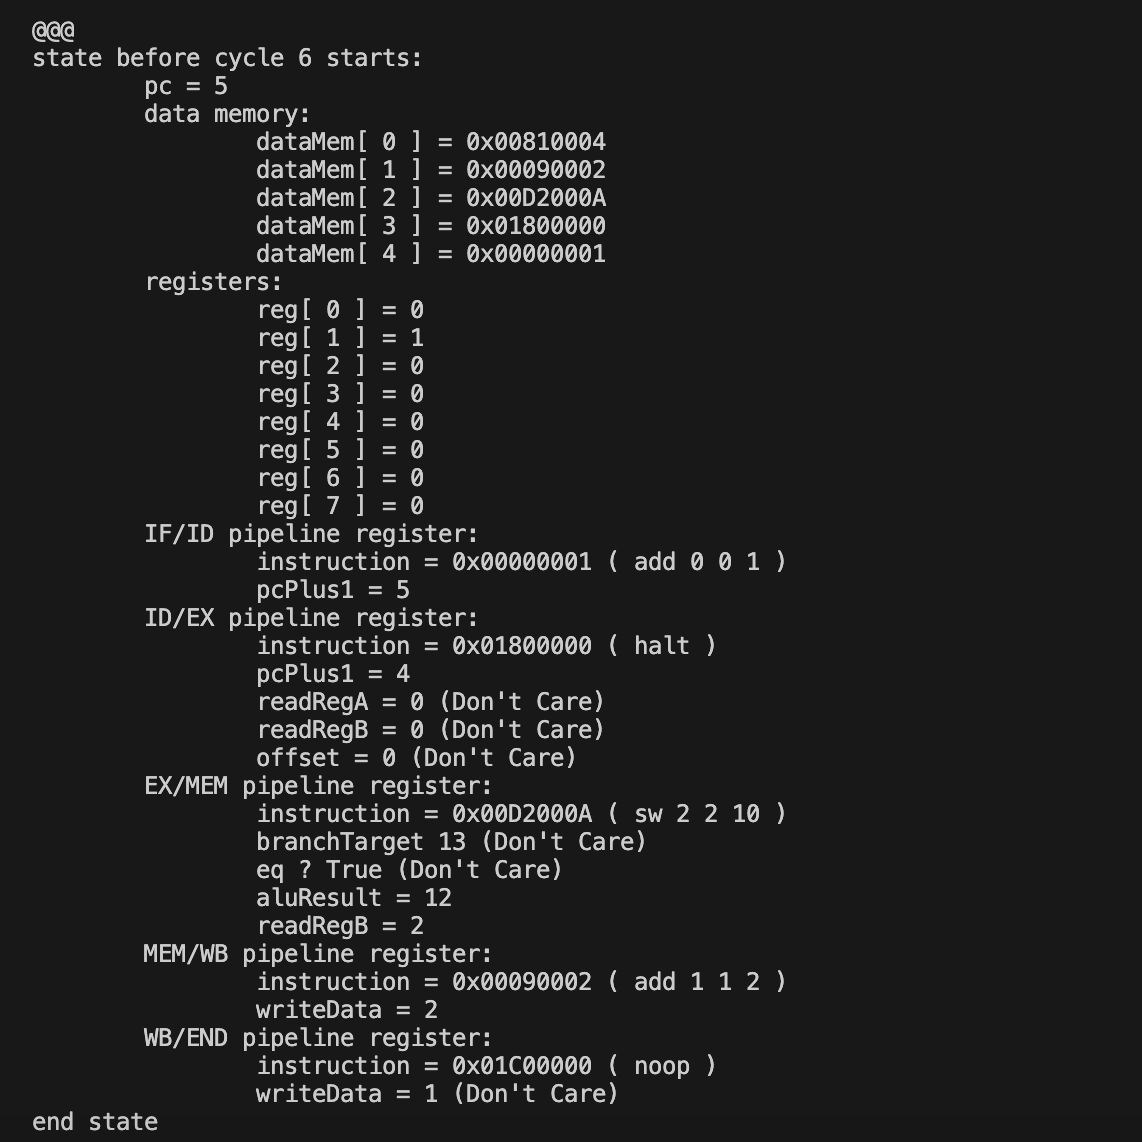 @@@
state before cycle 6 starts:
pc = 5
data memory:
dataMem[ 0 ] = 0x00810004
dataMem[ 1 ] = 0x00090002
dataMem[ 2 ] = 0x00D2000A
dataMem[ 3 ] = 0x01800000
dataMem[ 4 ] = 0x00000001
registers:
reg[ 0 ] = 0
reg[ 1 ] = 1
reg[ 2 ] = 0
reg[ 3 ] = 0
reg[ 4 ] = 0
reg[ 5 ] = 0
reg[ 6 ] = 0
reg[ 7 ] = 0
IF/ID pipeline register:
instruction = 0x00000001 ( add 0 0 1 )
pcPlus1 = 5
ID/EX pipeline register:
instruction = 0x01800000 ( halt )
pcPlus1 = 4
readRegA = 0 (Don't Care)
readRegB = 0 (Don't Care)
offset = 0 (Don't Care)
EX/MEM pipeline register:
instruction = 0x00D2000A ( sw 2 2 10 )
branchTarget 13 (Don't Care)
eq ? True (Don't Care)
aluResult = 12
readRegB = 2
MEM/WB pipeline register:
instruction = 0x00090002 ( add 1 1 2 )
writeData = 2
WB/END pipeline register:
instruction = 0x01C00000 ( noop )
writeData = 1 (Don't Care)
end state